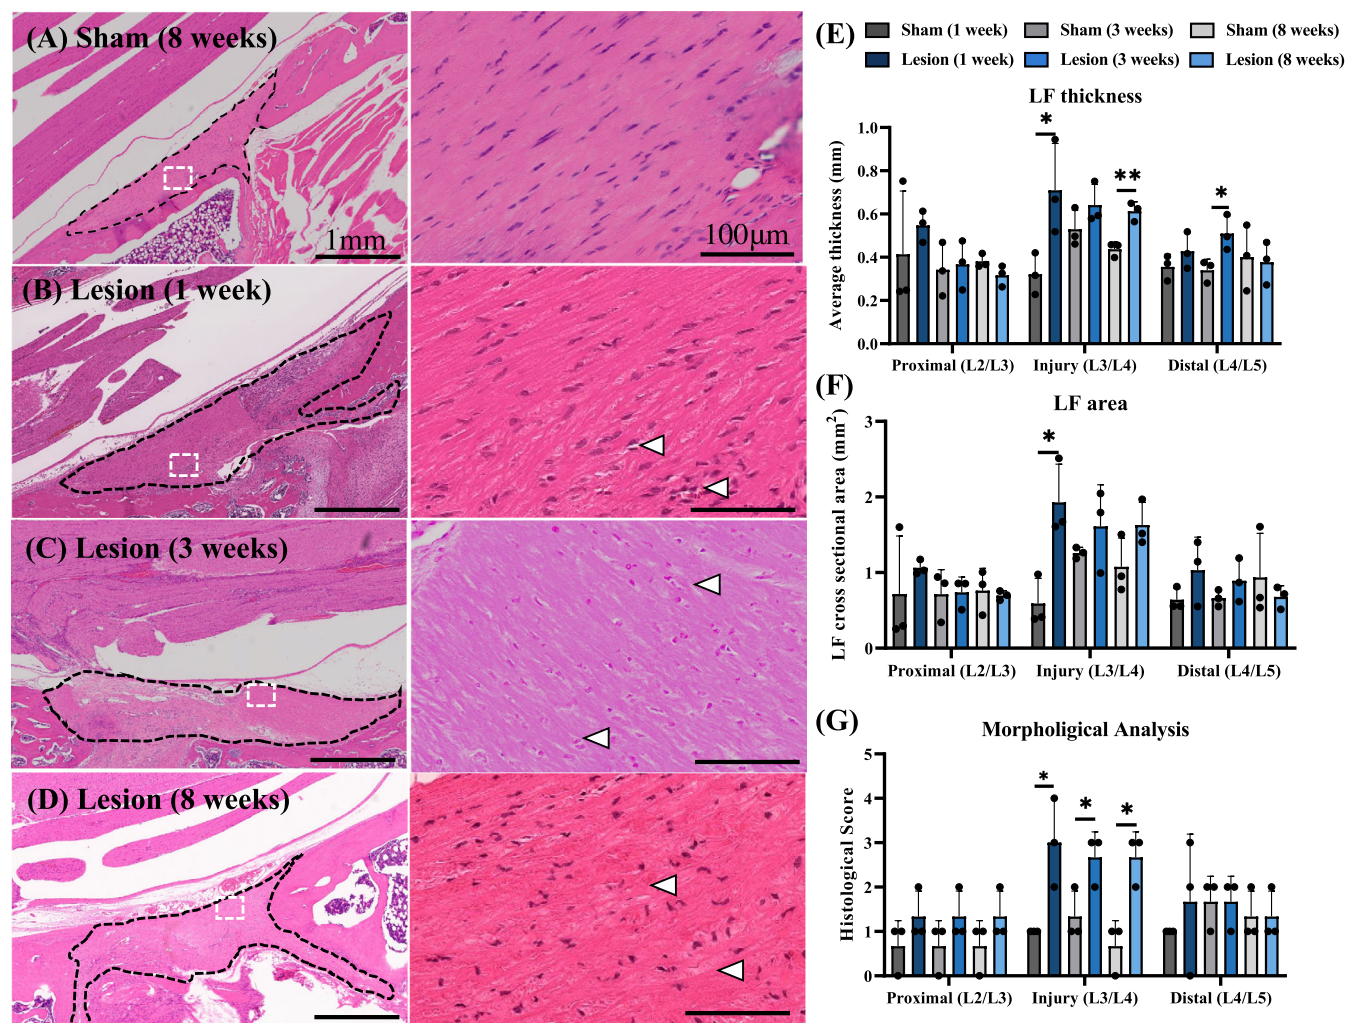 (A) Sham (8 weeks)
1mm
100μm
(B) Lesion (1 week)
(C) Lesion (3 weeks)
(D) Lesion (8 weeks)
(E)
Sham (1 week) Sham (3 weeks) Sham (8 weeks)
Lesion (1 week) Lesion (3 weeks) Lesion (8 weeks)
LF thickness
*
**
*
Average thickness (mm)
1.0
0.8
0.6
0.4
0.2
0.0
Proximal (L2/L3) Injury (L3/L4) Distal (L4/L5)
(F)
LF area
*
LF cross sectional area (mm²)
3
2
1
0
Proximal (L2/L3) Injury (L3/L4) Distal (L4/L5)
(G)
Morpholigical Analysis
*
*
*
Histological Score
5
4
3
2
1
0
Proximal (L2/L3) Injury (L3/L4) Distal (L4/L5)